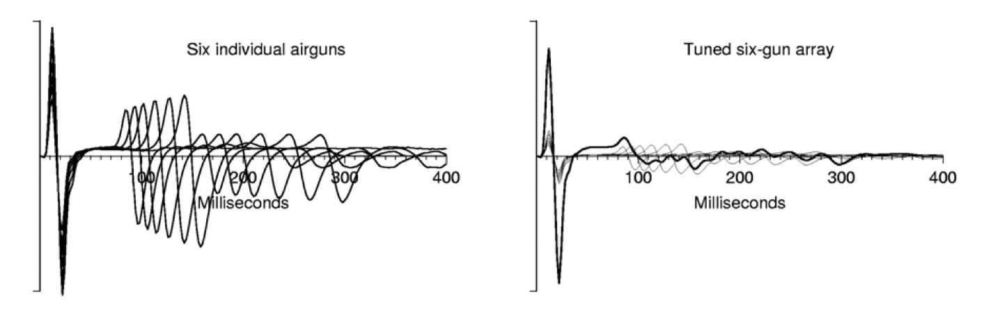 Six individual airguns
100 200 300 400
Milliseconds
Tuned six-gun array
100 200 300 400
Milliseconds